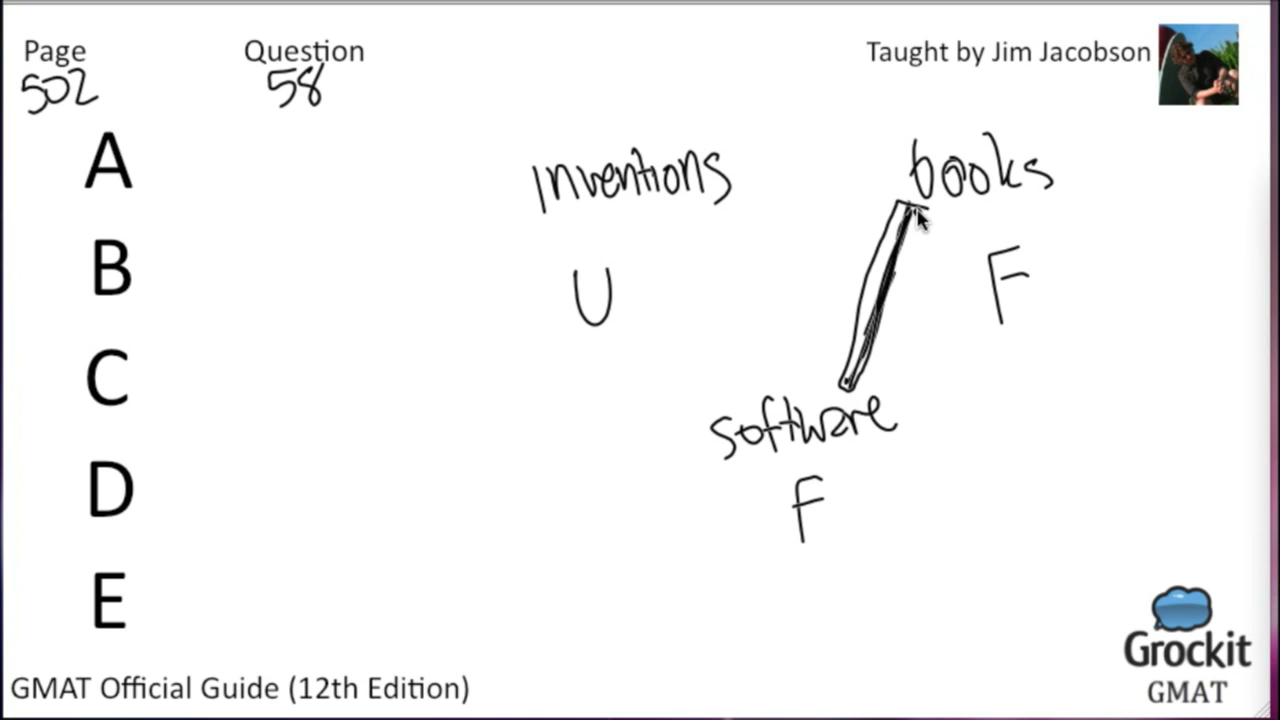 Page Question Taught by Jim Jacobson
502 58
A
inventions books
B
U F
C
software
D
F
E
Grockit
GMAT
GMAT Official Guide (12th Edition)